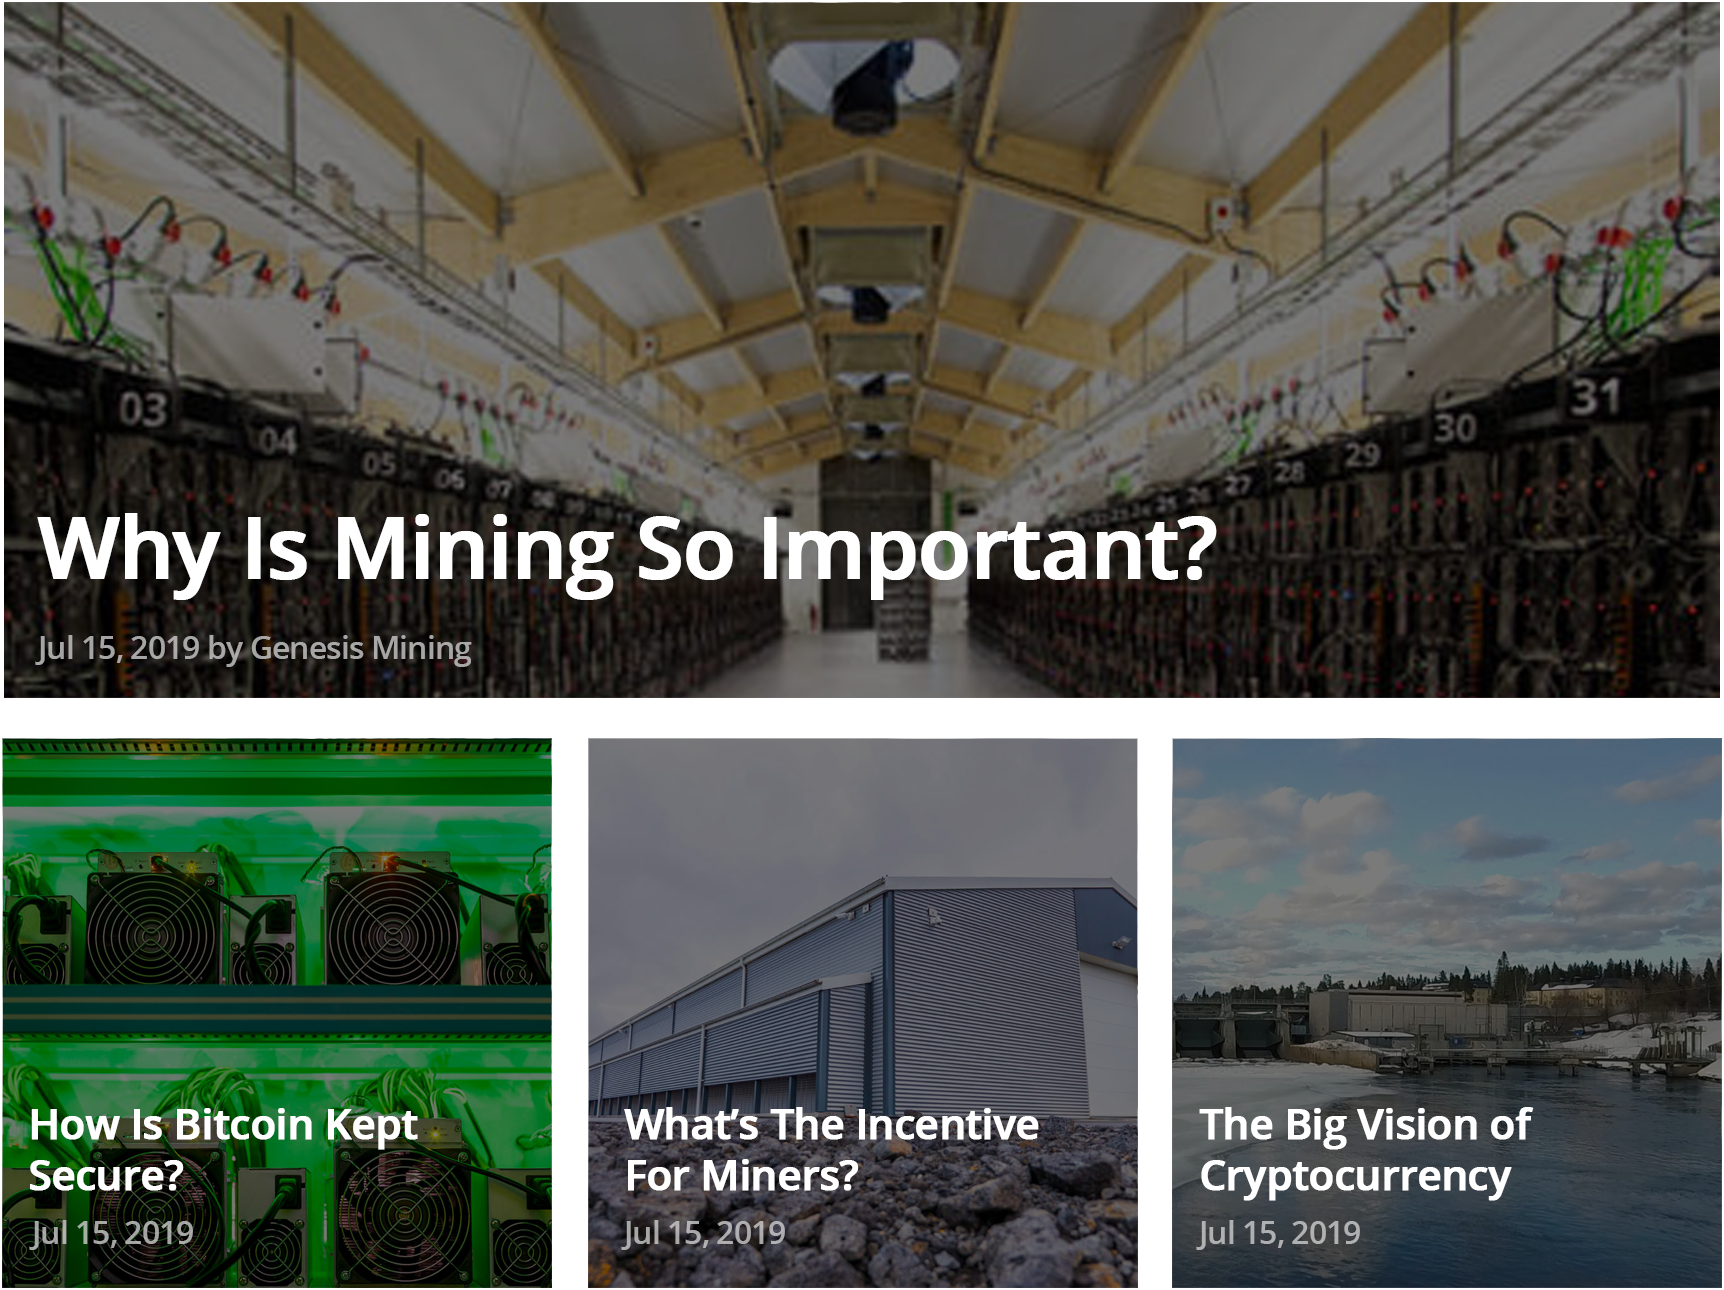 03
04
05
06
07
31
30
29
28
27
Why Is Mining So Important?
Jul 15, 2019 by Genesis Mining
How Is Bitcoin Kept
Secure?
Jul 15, 2019
What’s The Incentive
For Miners?
Jul 15, 2019
The Big Vision of
Cryptocurrency
Jul 15, 2019